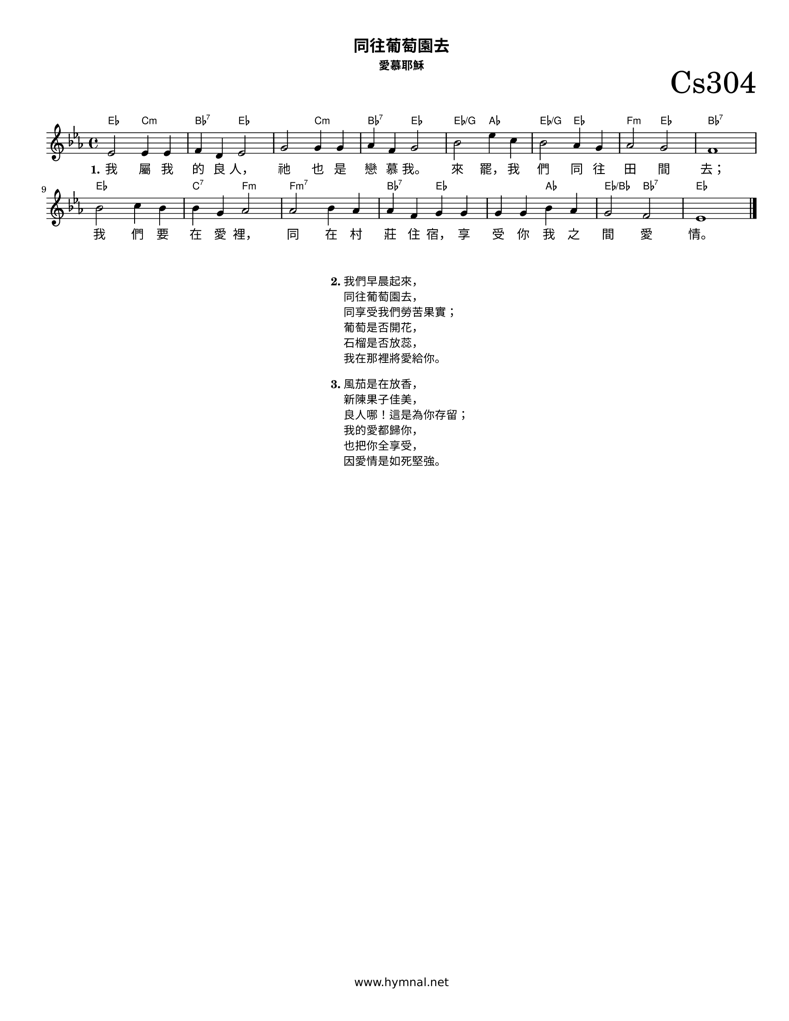 同往葡萄園去
愛慕耶穌
Cs304
E♭ Cm B♭7 E♭ Cm B♭7 E♭ E♭/G A♭ E♭/G E♭ Fm E♭ B♭7
1. 我 屬 我 的 良 人， 祂 也 是 戀 慕 我。 來 罷，我 們 同 往 田 間 去；
9 E♭ C7 Fm Fm7 B♭7 E♭ A♭ E♭/B♭ B♭7 E♭
我 們 要 在 愛 裡， 同 在 村 莊 住 宿，享 受 你 我 之 間 愛 情。
2. 我們早晨起來，
同往葡萄園去，
同享受我們勞苦果實；
葡萄是否開花，
石榴是否放蕊，
我在那裡將愛給你。
3. 風茄是在放香，
新陳果子佳美，
良人哪！這是為你存留；
我的愛都歸你，
也把你全享受，
因愛情是如死堅強。
www.hymnal.net